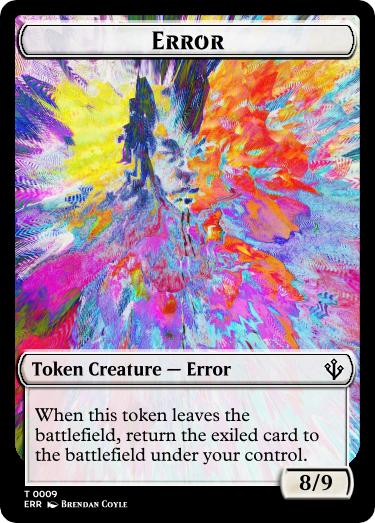 Error
Token Creature — Error
When this token leaves the
battlefield, return the exiled card to
the battlefield under your control.
8/9
T 0009
ERR Brendan Coyle